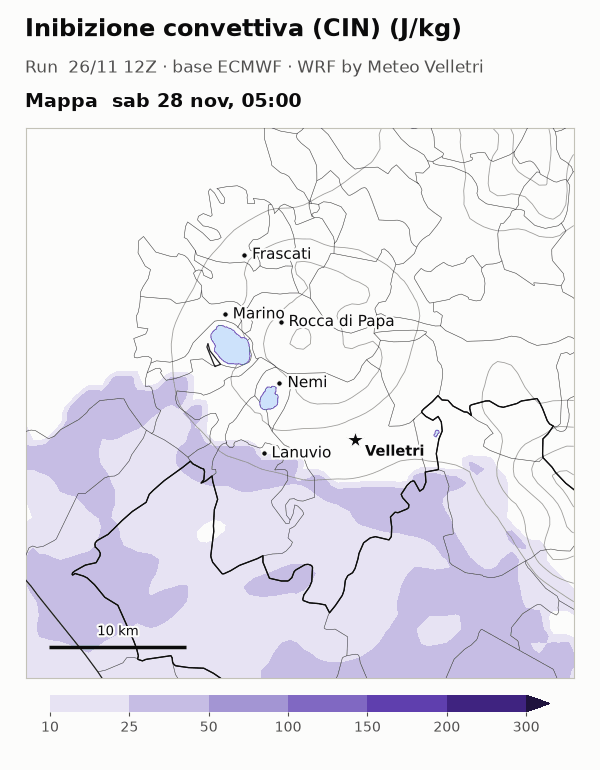 Inibizione convettiva (CIN) (J/kg)
Run  26/11 12Z · base ECMWF · WRF by Meteo Velletri
Mappa  sab 28 nov, 05:00
Frascati
Marino
Rocca di Papa
Nemi
Velletri
Lanuvio
10 km
10 25 50 100 150 200 300